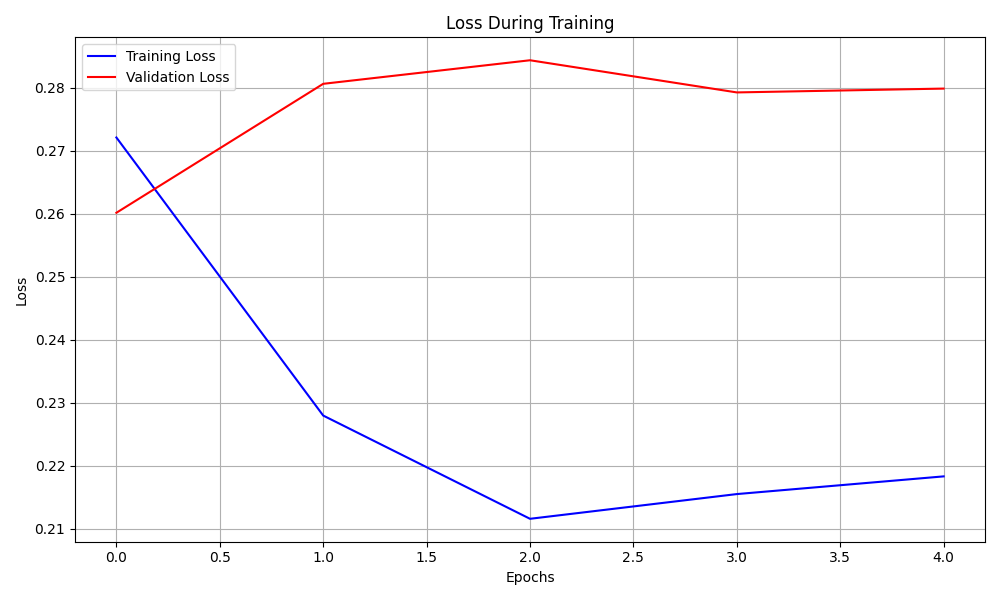 Loss During Training
Training Loss
Validation Loss
0.28
0.27
0.26
0.25
0.24
0.23
0.22
0.21
Loss
0.0 0.5 1.0 1.5 2.0 2.5 3.0 3.5 4.0
Epochs